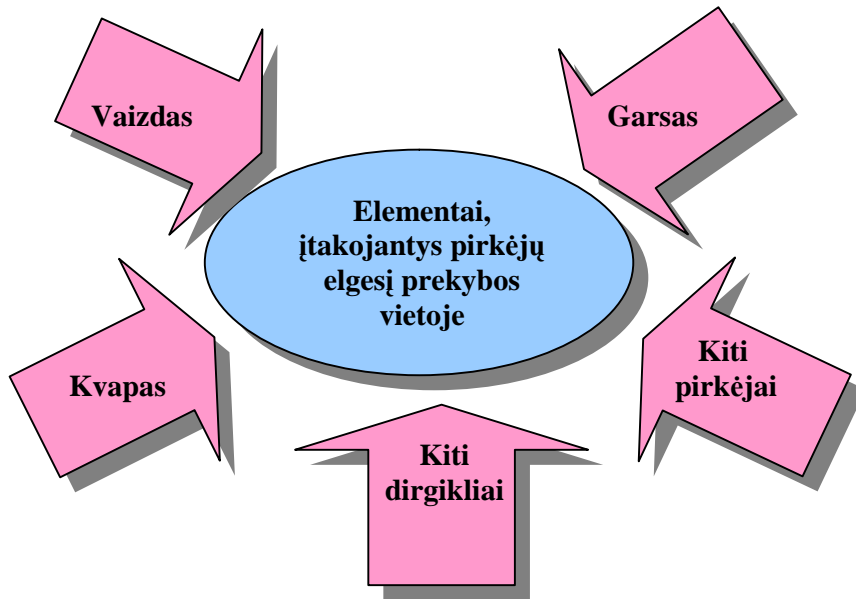 Vaizdas
Garsas
Elementai,
įtakojantys pirkėjų
elgesį prekybos
vietoje
Kvapas
Kiti
pirkėjai
Kiti
dirgikliai